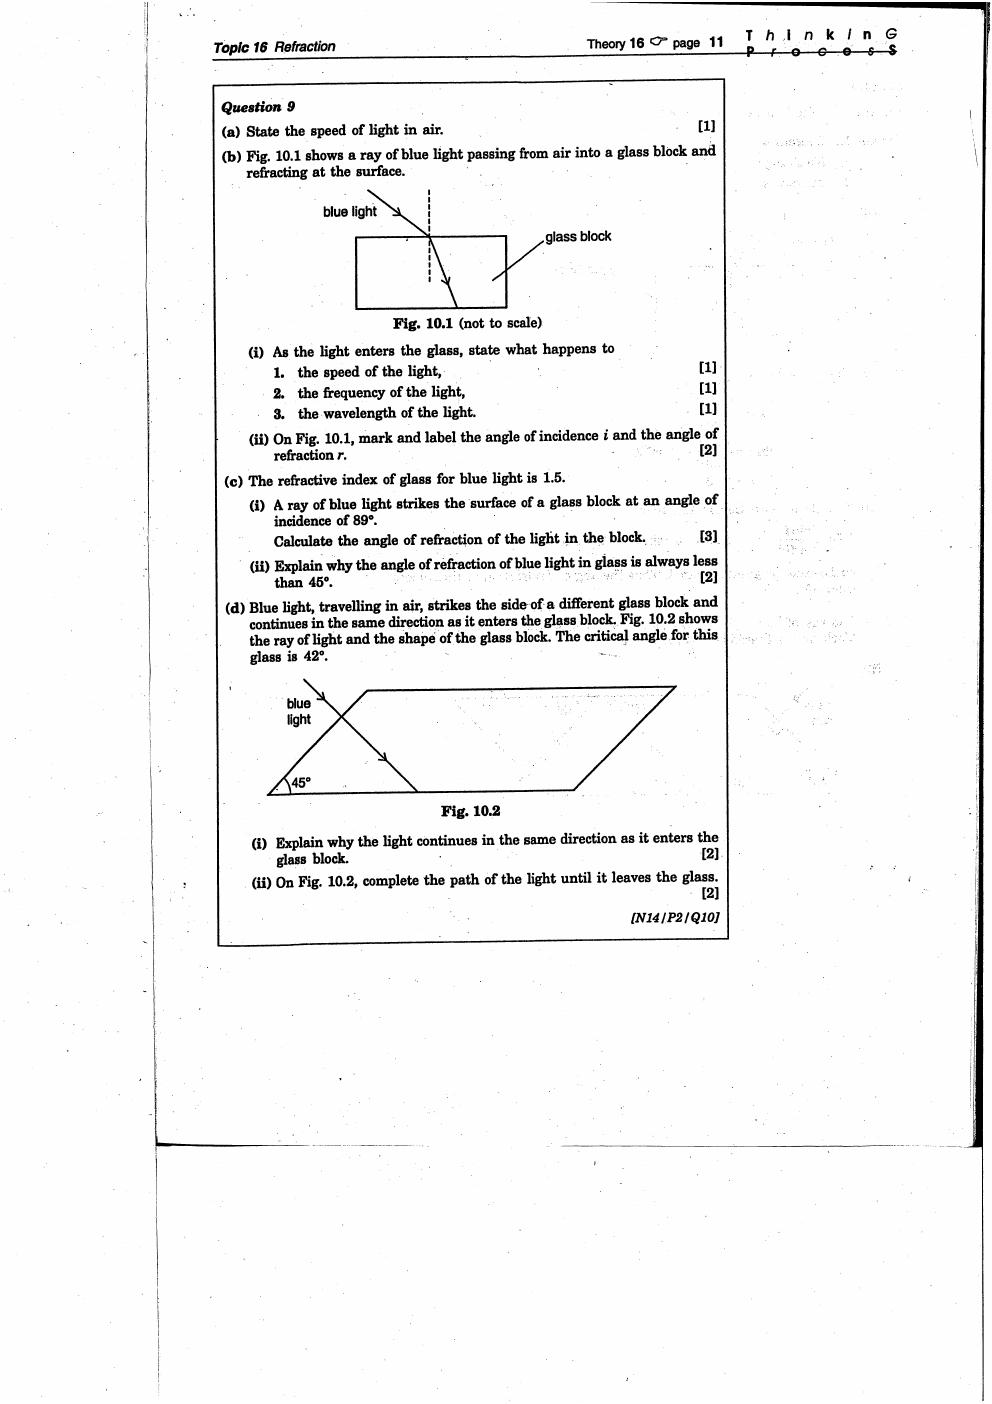 Topic 16 Refraction
Theory 16 ☞ page 11
T h I n k I n G
P r o c e s S
Question 9
(a) State the speed of light in air. [1]
(b) Fig. 10.1 shows a ray of blue light passing from air into a glass block and
refracting at the surface.
blue light
glass block
Fig. 10.1 (not to scale)
(i) As the light enters the glass, state what happens to
1. the speed of the light, [1]
2. the frequency of the light, [1]
3. the wavelength of the light. [1]
(ii) On Fig. 10.1, mark and label the angle of incidence i and the angle of
refraction r. [2]
(c) The refractive index of glass for blue light is 1.5.
(i) A ray of blue light strikes the surface of a glass block at an angle of
incidence of 89°.
Calculate the angle of refraction of the light in the block. [3]
(ii) Explain why the angle of refraction of blue light in glass is always less
than 45°. [2]
(d) Blue light, travelling in air, strikes the side of a different glass block and
continues in the same direction as it enters the glass block. Fig. 10.2 shows
the ray of light and the shape of the glass block. The critical angle for this
glass is 42°.
blue
light
45°
Fig. 10.2
(i) Explain why the light continues in the same direction as it enters the
glass block. [2]
(ii) On Fig. 10.2, complete the path of the light until it leaves the glass.
[2]
[N14/P2/Q10]